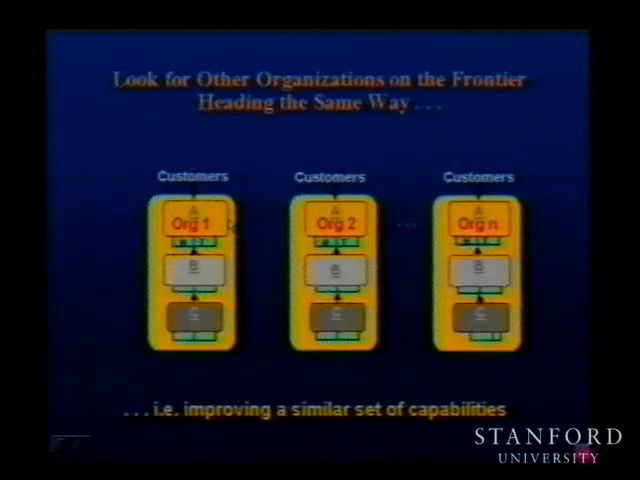 Look for Other Organizations on the Frontier
Heading the Same Way . . .
Customers Customers Customers
A A A
Org 1 Org 2 ... Org n
B B B
C C C
. . . i.e. improving a similar set of capabilities
STANFORD
UNIVERSITY